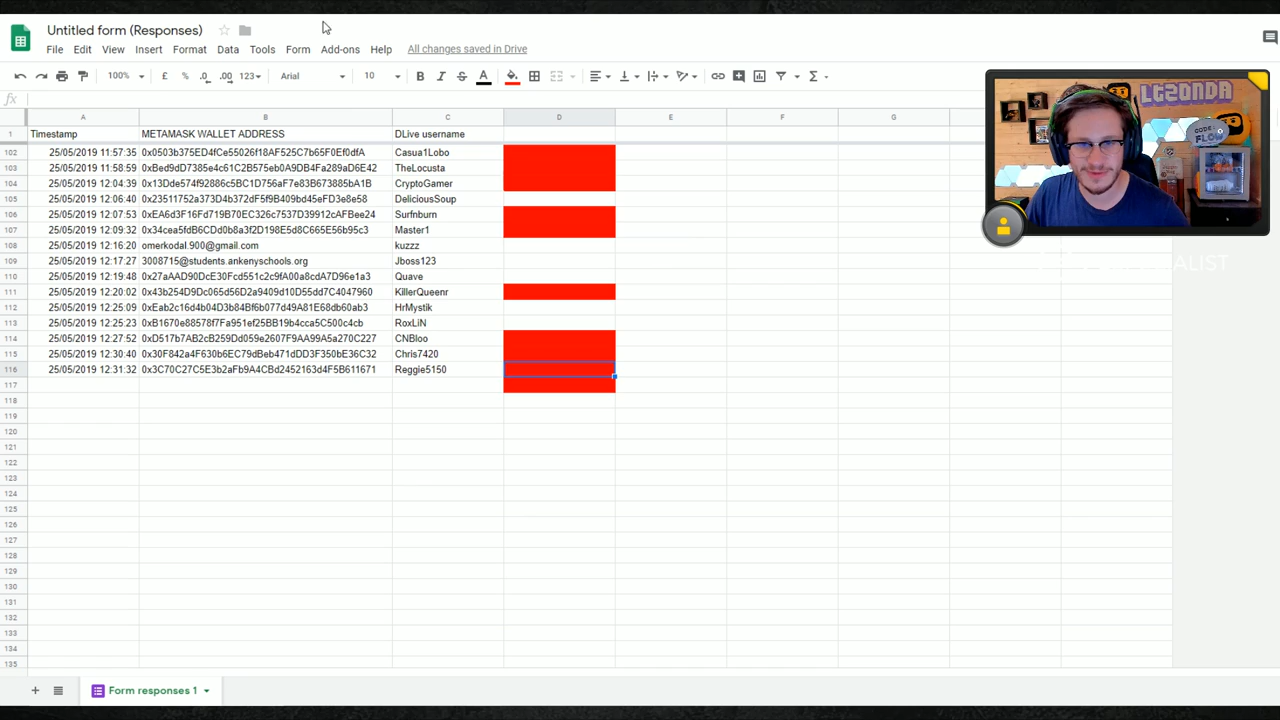 Untitled form (Responses)
File Edit View Insert Format Data Tools Form Add-ons Help All changes saved in Drive
100% £ % .0 .00 123 Arial 10 B I S A
fx
A B C D E F G
1 Timestamp METAMASK WALLET ADDRESS DLive username
102 25/05/2019 11:57:35 0x0503b375ED4fCe55026f18AF525C7b65F0Ef0dfA Casua1Lobo
103 25/05/2019 11:58:59 0xBed9dD7385e4c61C2B575eb0A9DB4Fa289aD6E42 TheLocusta
104 25/05/2019 12:04:39 0x13Dde574f92886c5BC1D756aF7e83B673885bA1B CryptoGamer
105 25/05/2019 12:06:40 0x23511752a373D4b372aF5d5f9B409bd45eFD3e8e58 DeliciousSoup
106 25/05/2019 12:07:53 0xEA6d3F16Fd719B70EC326c7537D39912cAFBee24 Surfnburn
107 25/05/2019 12:09:32 0x34cea5fdB6CDd0b8a3f2D198E5d8C665E56b95c3 Master1
108 25/05/2019 12:16:20 omerkodal.900@gmail.com kuzzz
109 25/05/2019 12:17:27 3008715@students.ankenyschools.org Jboss123
110 25/05/2019 12:19:48 0x27aAAD90DcE30Fcd551c2c9fA00a8cdA7D96e1a3 Quave
111 25/05/2019 12:20:02 0x43b254D9Dc065d56D2a9409d10D55dd7C4047960 KillerQueenr
112 25/05/2019 12:25:09 0xEab2c16d4b04D3b84Bf6b077d49A81E68db60ab3 HrMystik
113 25/05/2019 12:25:23 0xB1670e88578f7Fa951ef25BB19b4cca5C500c4cb RoxLiN
114 25/05/2019 12:27:52 0xD517b7AB2cB259Dd059e2607F9AA99A5a270C227 CNBloo
115 25/05/2019 12:30:40 0x30F842a4F630b6EC79dBeb471dDD3F350bE36C32 Chris7420
116 25/05/2019 12:31:32 0x3C70C27C5E3b2aFb9A4CBd2452163d4F5B611671 Reggie5150
117
118
119
120
121
122
123
124
125
126
127
128
129
130
131
132
133
134
135
Form responses 1
LTZONDA
CODE
FLOW
ALIST